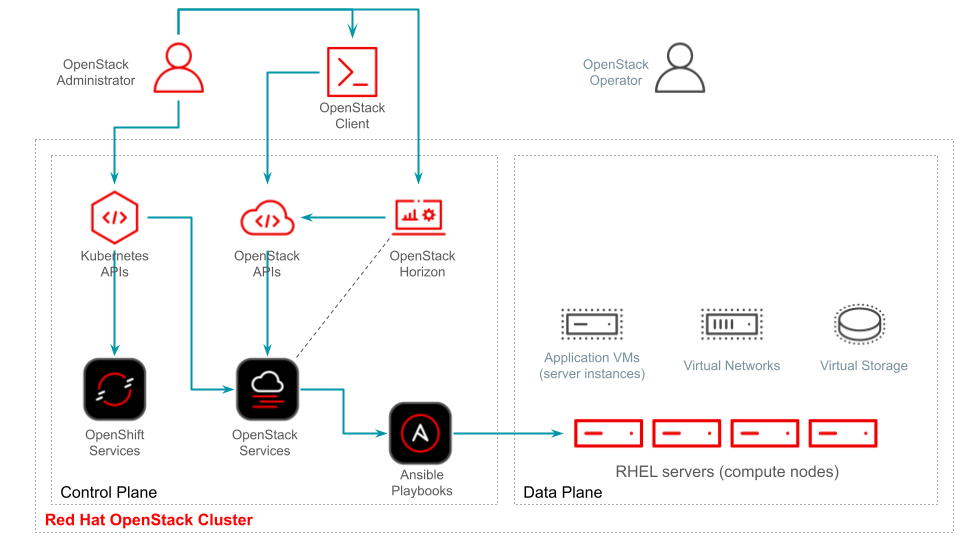 OpenStack
Administrator
OpenStack
Client
OpenStack
Operator
Kubernetes
APIs
OpenStack
APIs
OpenStack
Horizon
Application VMs
(server instances)
Virtual Networks
Virtual Storage
OpenShift
Services
OpenStack
Services
Ansible
Playbooks
RHEL servers (compute nodes)
Control Plane
Data Plane
Red Hat OpenStack Cluster